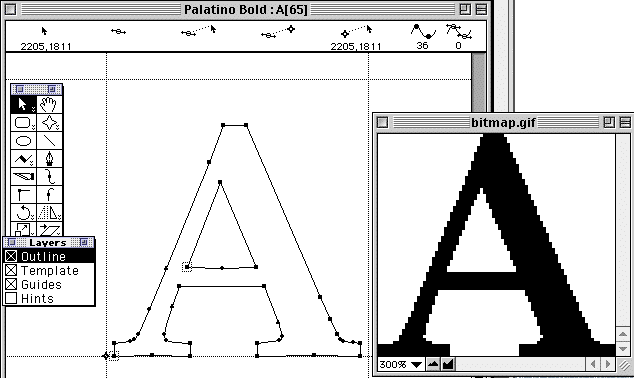 Palatino Bold : A[65]
2205,1811
2205,1811
36
0
bitmap.gif
Layers
Outline
Template
Guides
Hints
A
300%